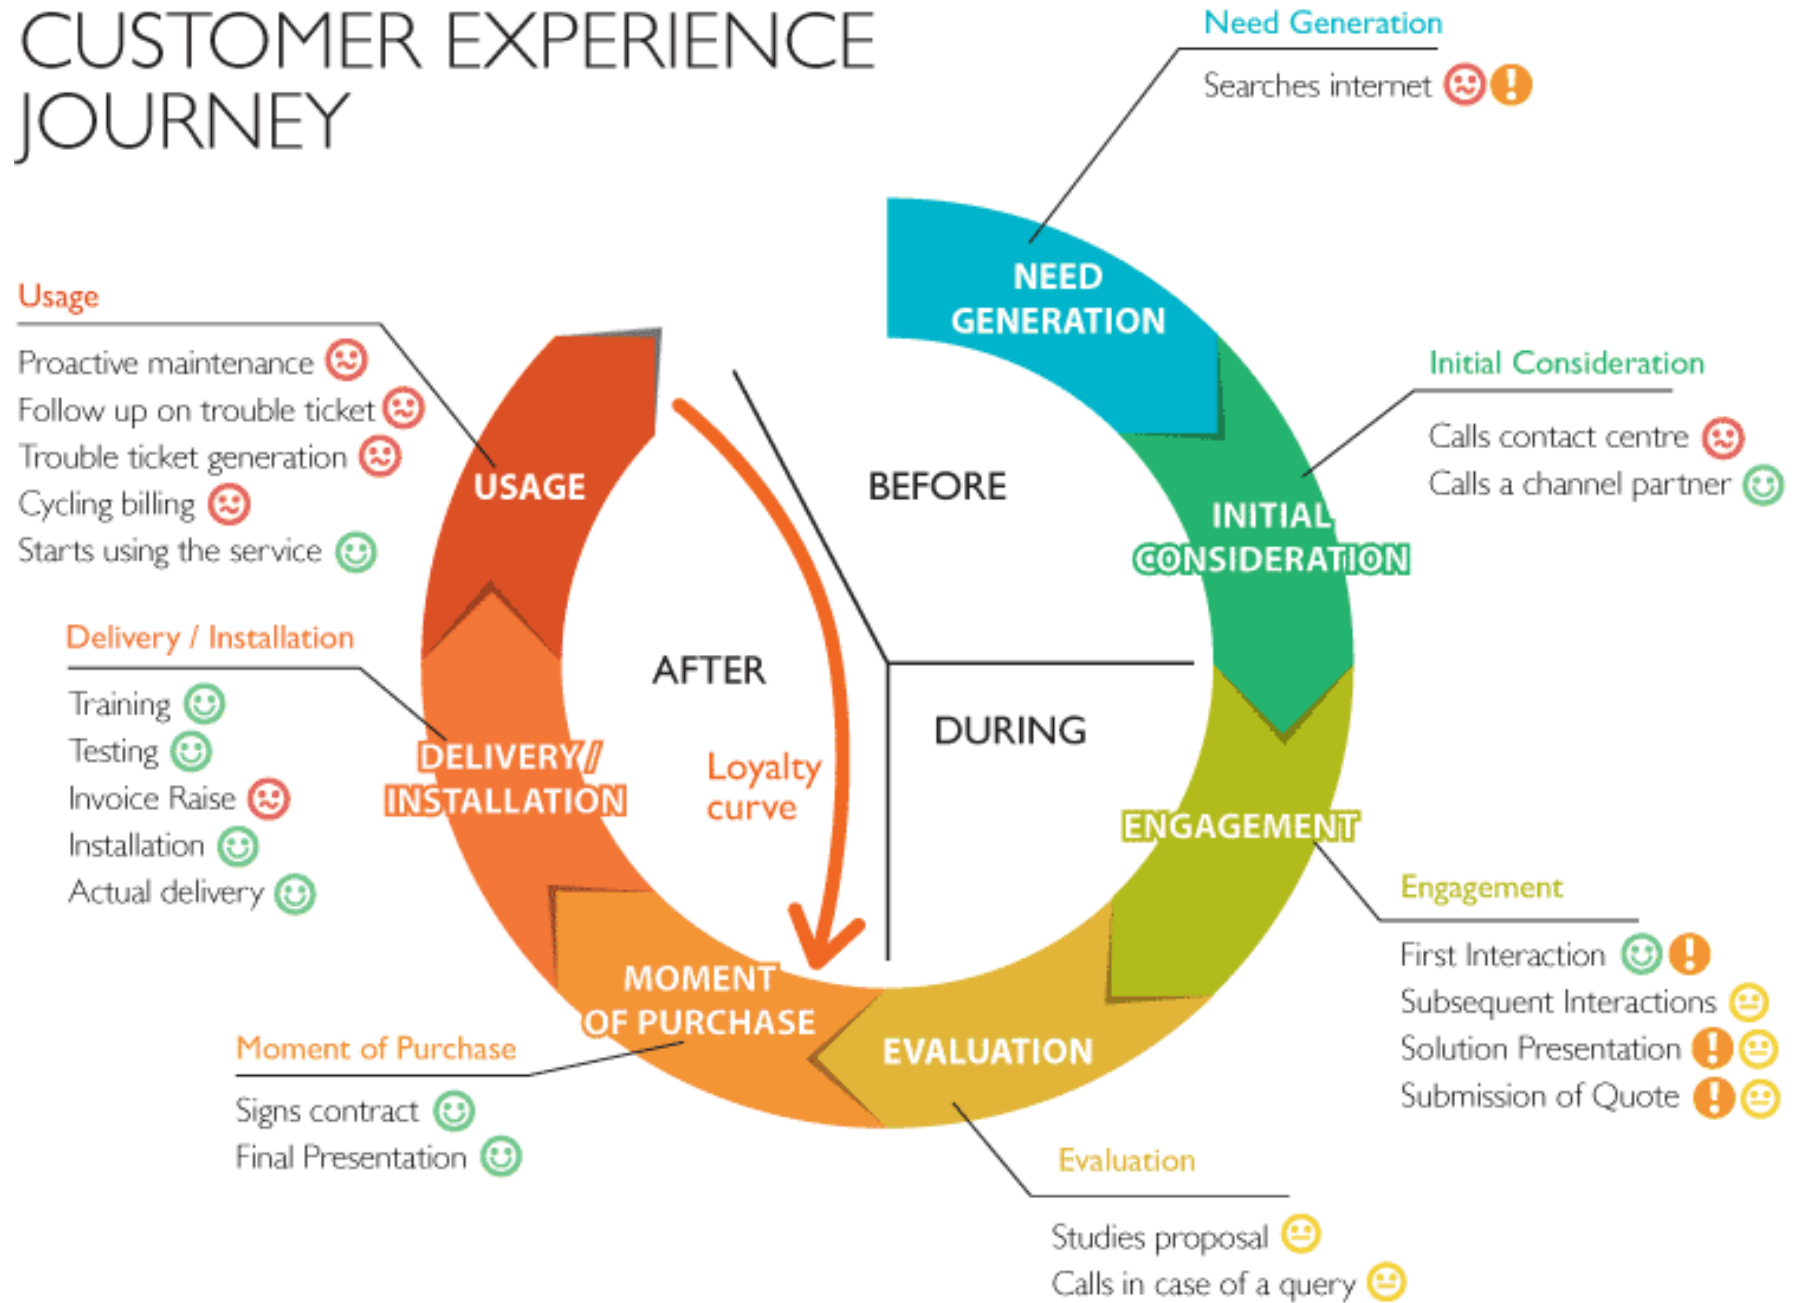 CUSTOMER EXPERIENCE
JOURNEY
Need Generation
Searches internet
NEED
GENERATION
Initial Consideration
Calls contact centre
Calls a channel partner
INITIAL
CONSIDERATION
ENGAGEMENT
Engagement
First Interaction
Subsequent Interactions
Solution Presentation
Submission of Quote
EVALUATION
Evaluation
Studies proposal
Calls in case of a query
MOMENT
OF PURCHASE
Moment of Purchase
Signs contract
Final Presentation
DELIVERY/
INSTALLATION
Delivery / Installation
Training
Testing
Invoice Raise
Installation
Actual delivery
USAGE
Usage
Proactive maintenance
Follow up on trouble ticket
Trouble ticket generation
Cycling billing
Starts using the service
BEFORE
DURING
AFTER
Loyalty
curve